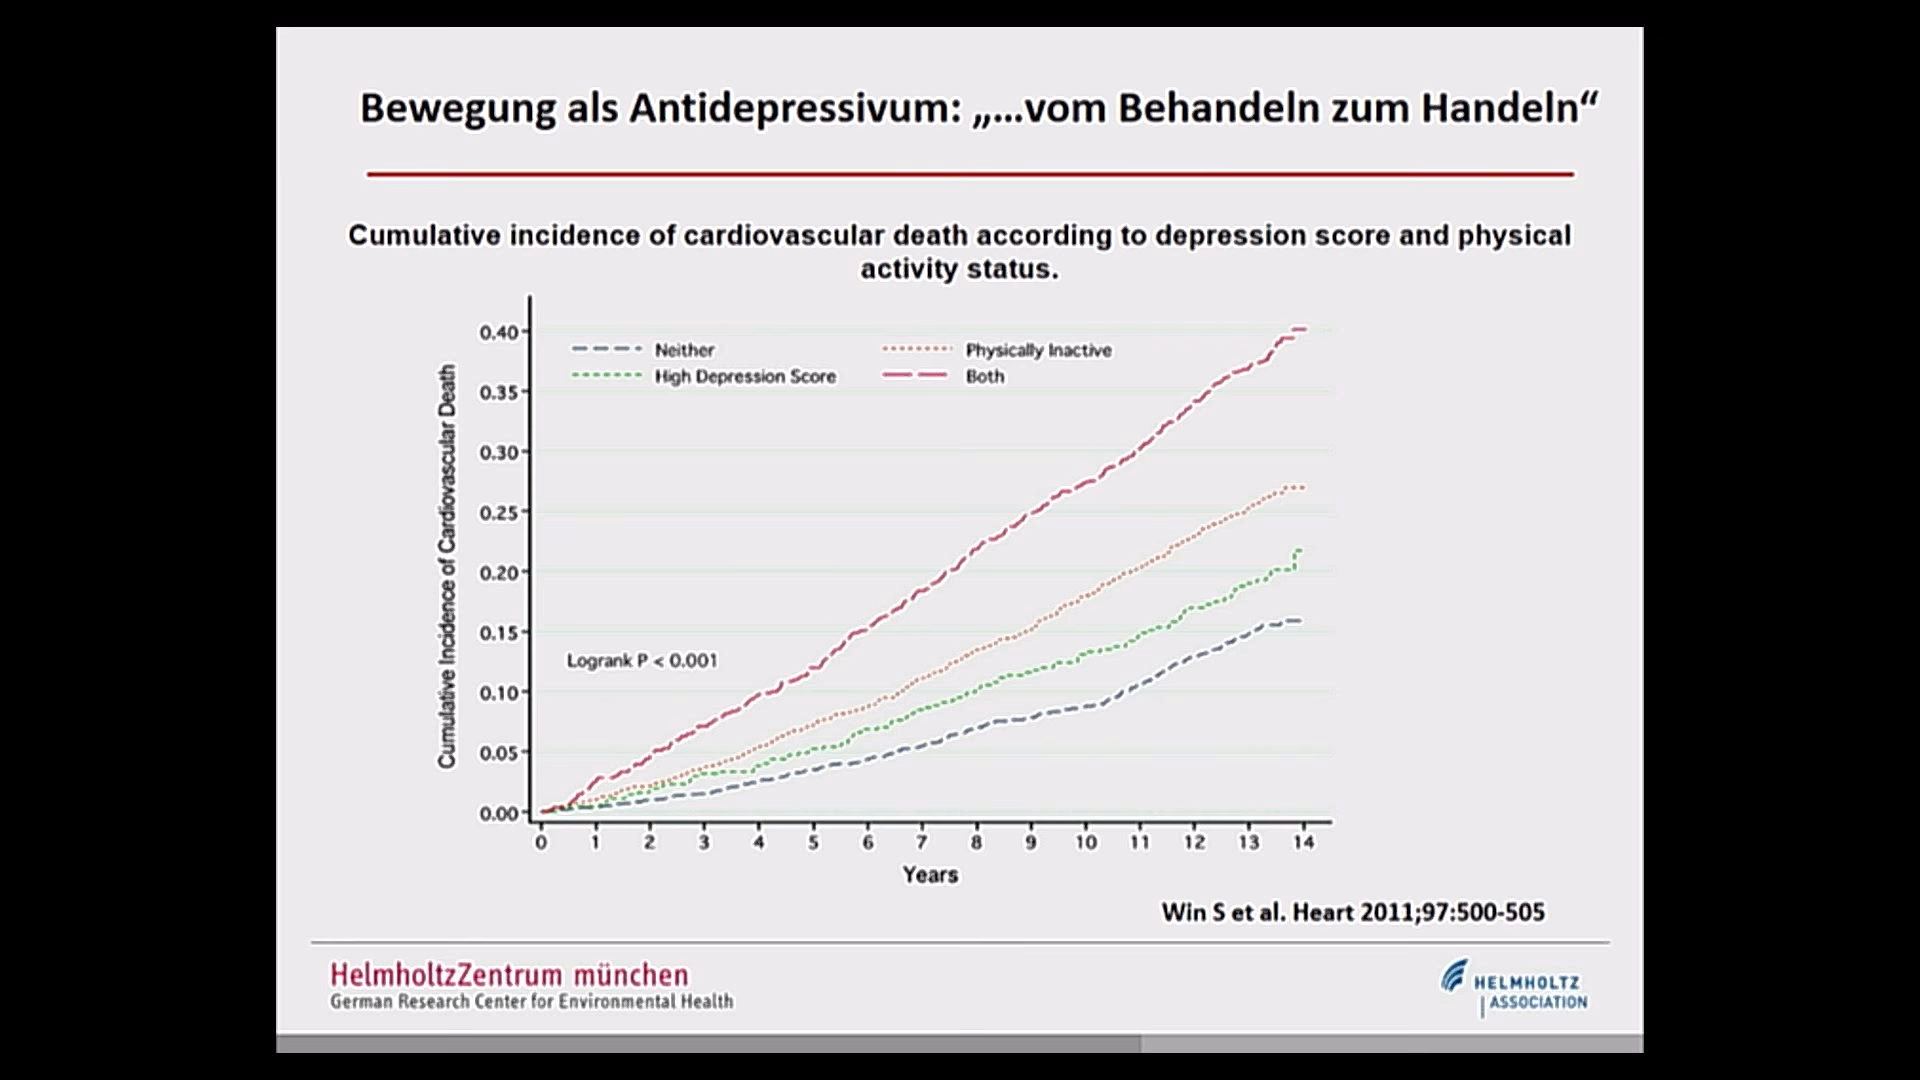 Bewegung als Antidepressivum: „...vom Behandeln zum Handeln“
Cumulative incidence of cardiovascular death according to depression score and physical
activity status.
Cumulative Incidence of Cardiovascular Death
0.40
0.35
0.30
0.25
0.20
0.15
0.10
0.05
0.00
Neither
High Depression Score
Physically Inactive
Both
Logrank P < 0.001
0 1 2 3 4 5 6 7 8 9 10 11 12 13 14
Years
Win S et al. Heart 2011;97:500-505
HelmholtzZentrum münchen
German Research Center for Environmental Health
HELMHOLTZ
ASSOCIATION